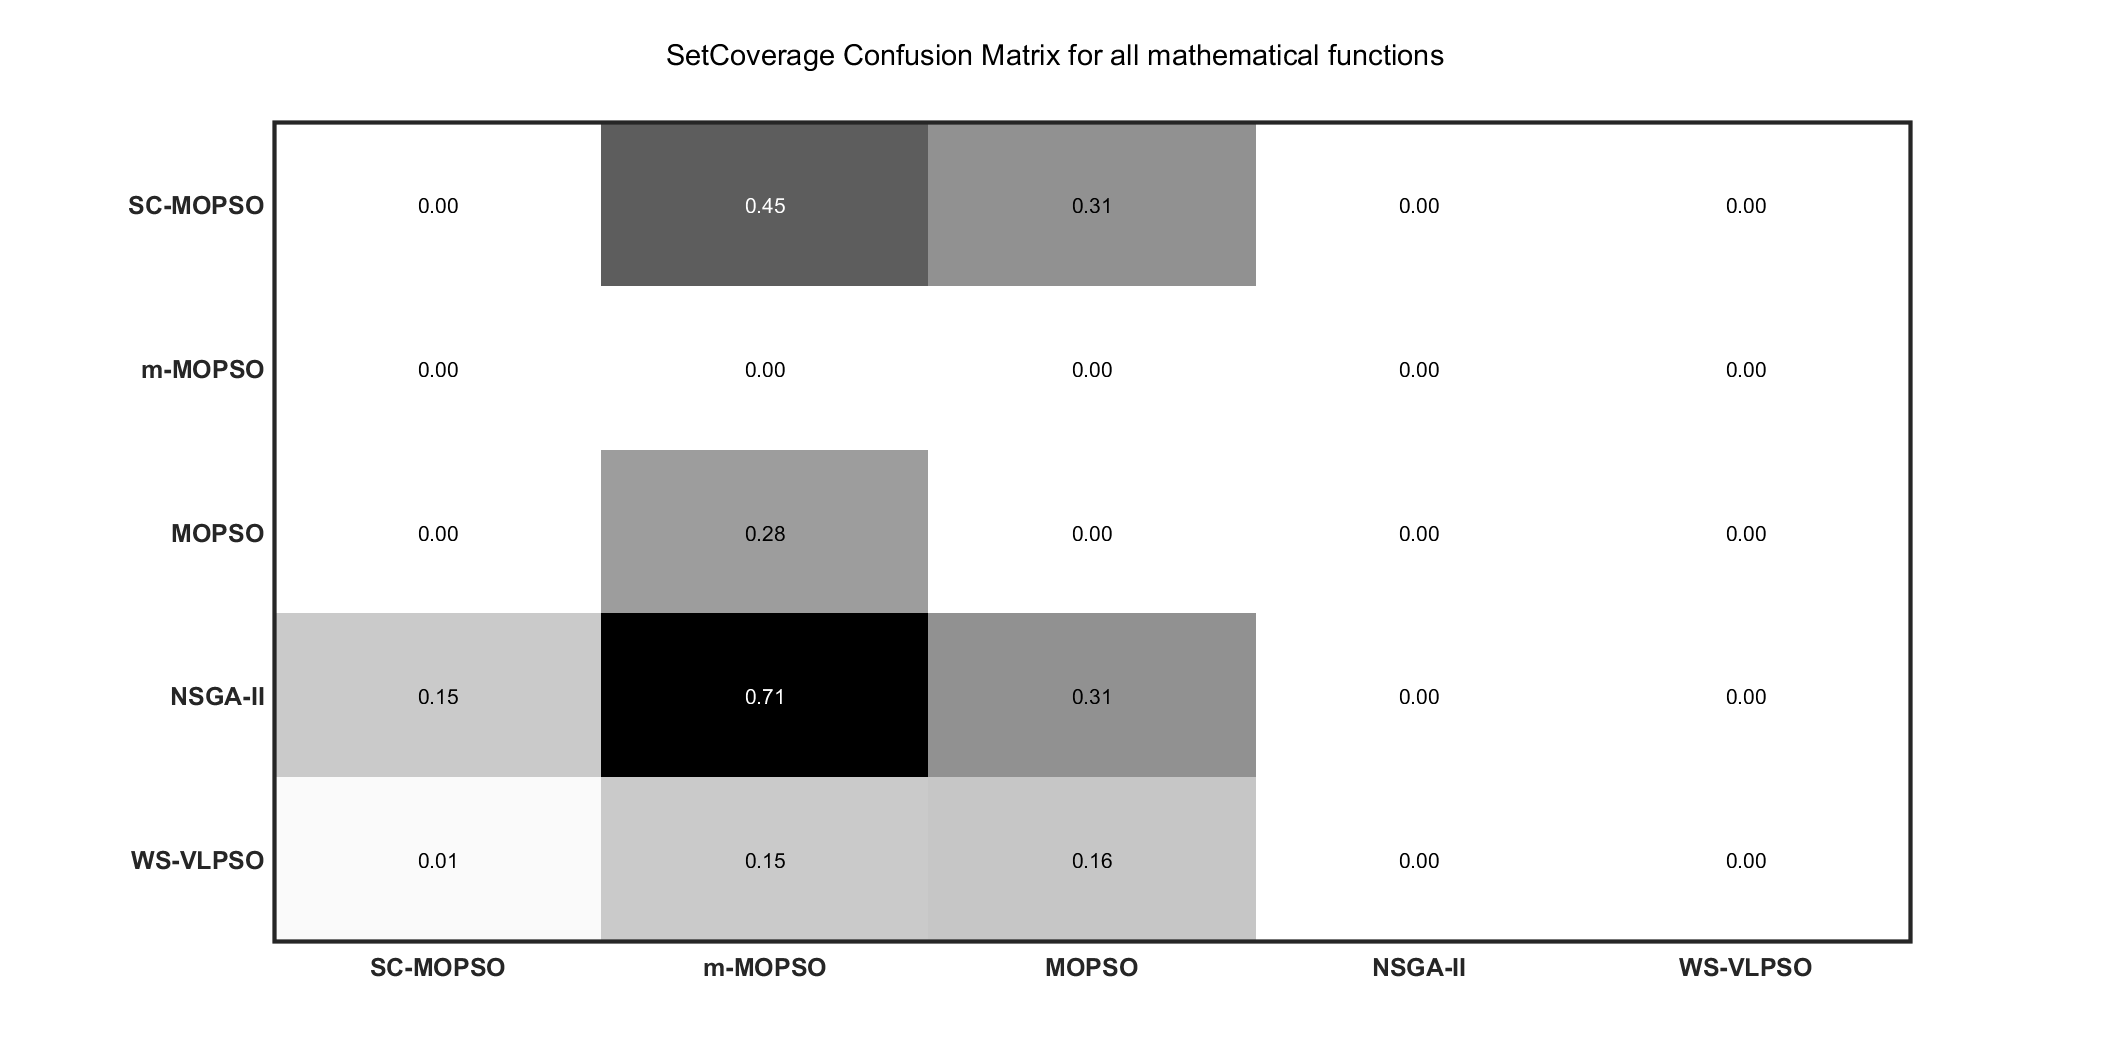 SetCoverage Confusion Matrix for all mathematical functions
SC-MOPSO 0.00 0.45 0.31 0.00 0.00
m-MOPSO 0.00 0.00 0.00 0.00 0.00
MOPSO 0.00 0.28 0.00 0.00 0.00
NSGA-II 0.15 0.71 0.31 0.00 0.00
WS-VLPSO 0.01 0.15 0.16 0.00 0.00
SC-MOPSO m-MOPSO MOPSO NSGA-II WS-VLPSO